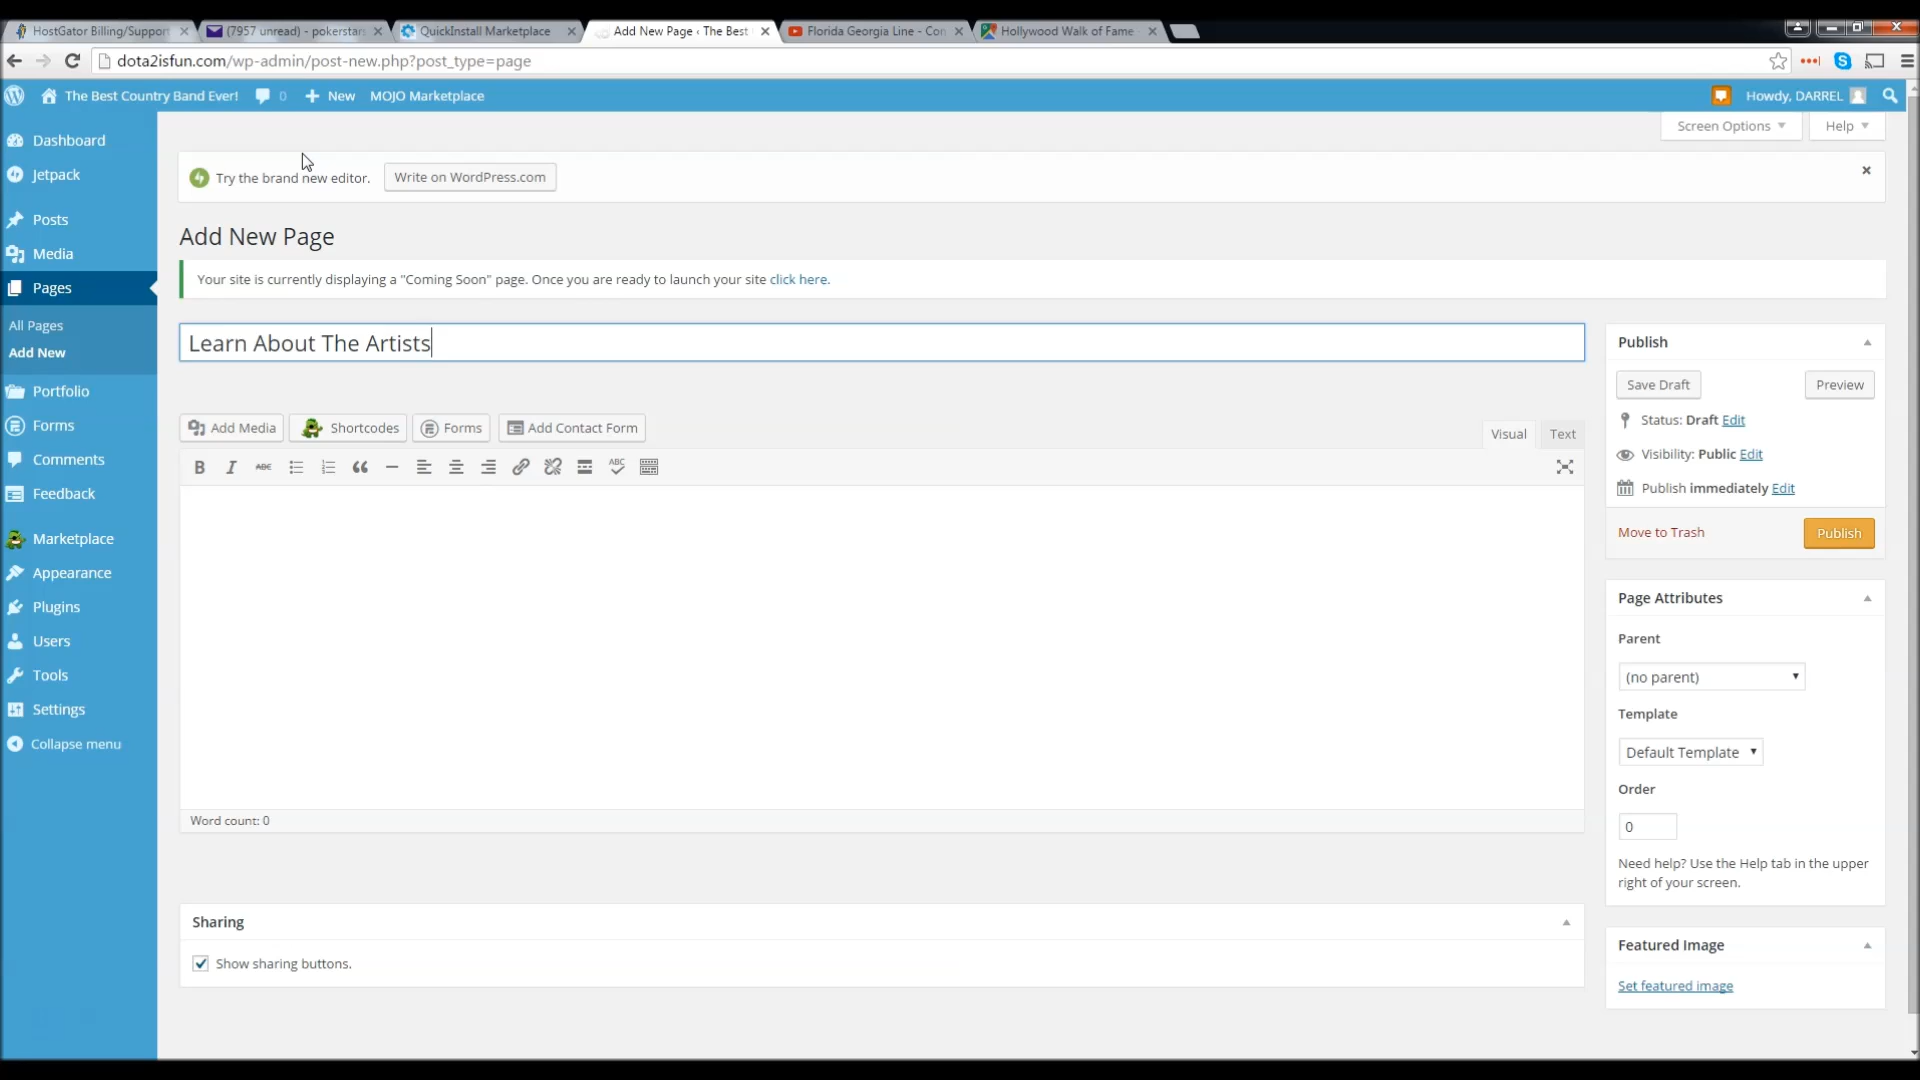 HostGator Billing/Support
(7957 unread) - pokerstar
QuickInstall Marketplace
Add New Page ‹ The Best
Florida Georgia Line - Con
Hollywood Walk of Fame
dota2isfun.com/wp-admin/post-new.php?post_type=page
The Best Country Band Ever! 0 + New MOJO Marketplace Howdy, DARREL
Screen Options Help
Dashboard
Jetpack
Posts
Media
Pages
All Pages
Add New
Portfolio
Forms
Comments
Feedback
Marketplace
Appearance
Plugins
Users
Tools
Settings
Collapse menu
Try the brand new editor. Write on WordPress.com
Add New Page
Your site is currently displaying a "Coming Soon" page. Once you are ready to launch your site click here.
Learn About The Artists
Add Media Shortcodes Forms Add Contact Form
Visual Text
B I ABC ABC
Word count: 0
Sharing
Show sharing buttons.
Publish
Save Draft Preview
Status: Draft Edit
Visibility: Public Edit
Publish immediately Edit
Move to Trash Publish
Page Attributes
Parent
(no parent)
Template
Default Template
Order
0
Need help? Use the Help tab in the upper
right of your screen.
Featured Image
Set featured image